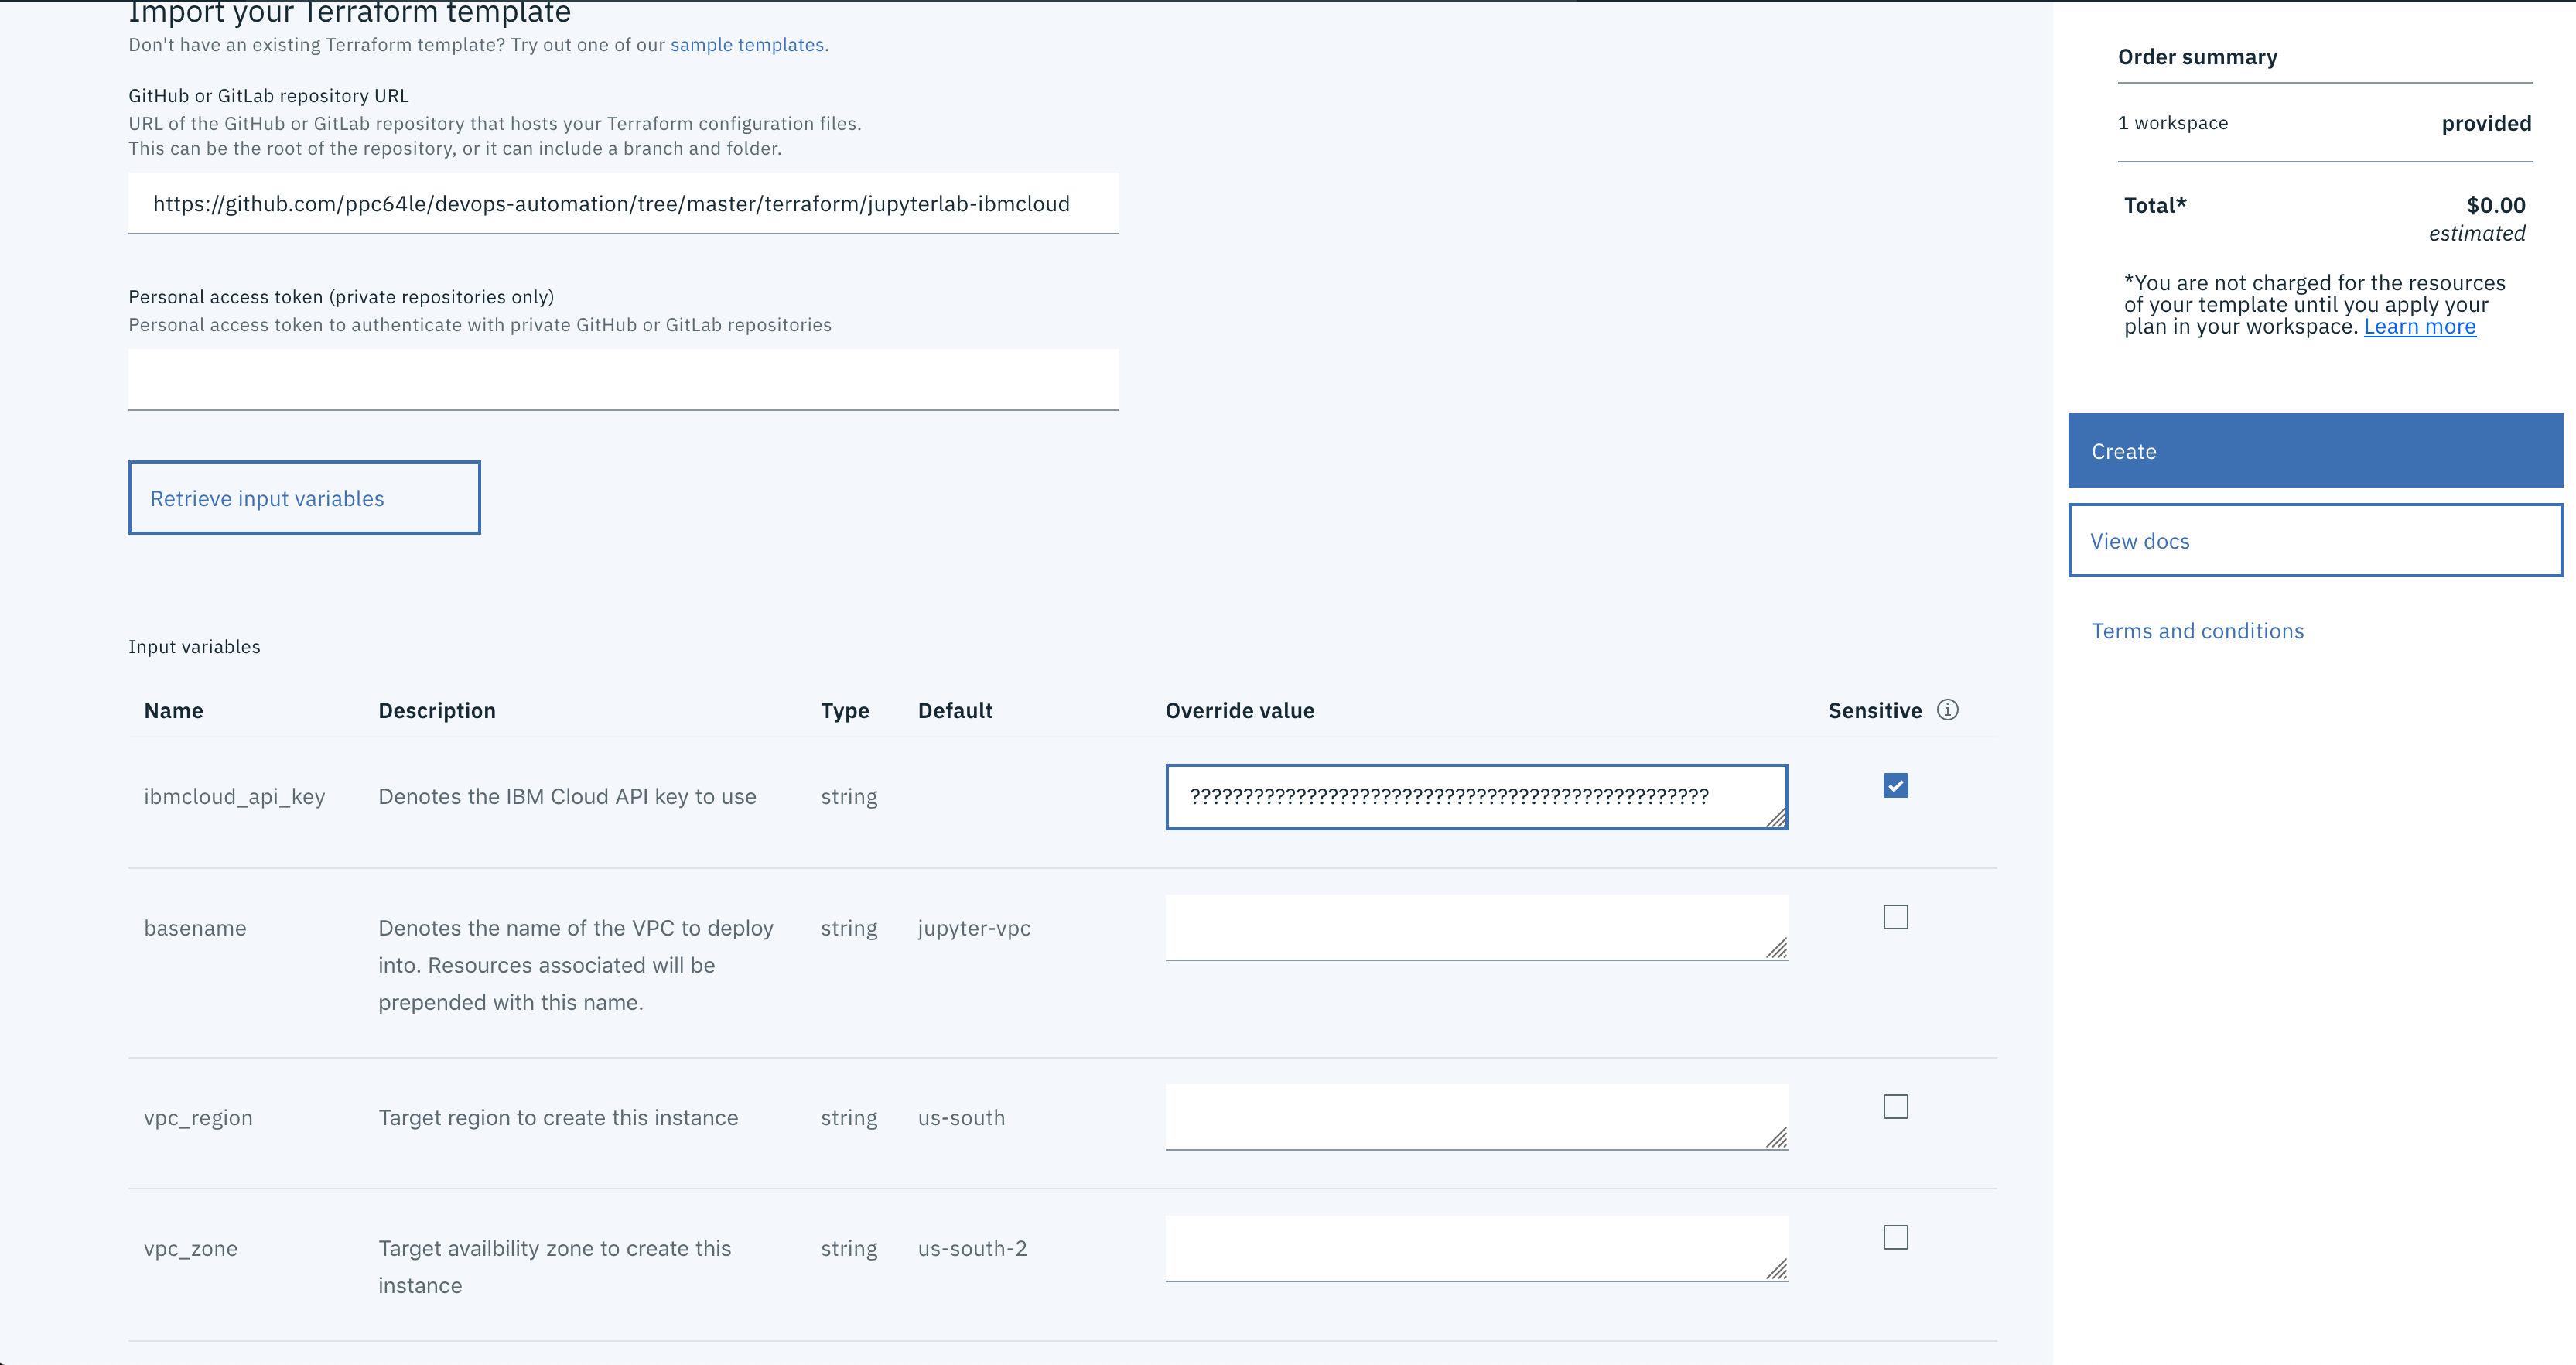 Import your Terraform template
Don't have an existing Terraform template? Try out one of our sample templates.
GitHub or GitLab repository URL
URL of the GitHub or GitLab repository that hosts your Terraform configuration files.
This can be the root of the repository, or it can include a branch and folder.
https://github.com/ppc64le/devops-automation/tree/master/terraform/jupyterlab-ibmcloud
Personal access token (private repositories only)
Personal access token to authenticate with private GitHub or GitLab repositories
Retrieve input variables
Input variables
Name Description Type Default Override value Sensitive
ibmcloud_api_key Denotes the IBM Cloud API key to use string ?????????????????????????????????????????????????
basename Denotes the name of the VPC to deploy string jupyter-vpc
into. Resources associated will be
prepended with this name.
vpc_region Target region to create this instance string us-south
vpc_zone Target availbility zone to create this string us-south-2
instance
Order summary
1 workspace provided
Total* $0.00
estimated
*You are not charged for the resources
of your template until you apply your
plan in your workspace. Learn more
Create
View docs
Terms and conditions